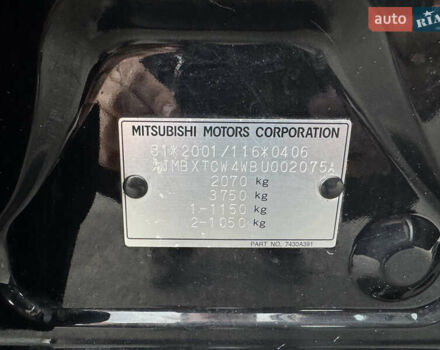 auto RIA
MITSUBISHI MOTORS CORPORATION
e1*2001/116*0406
JMBXTCW4WBU002075
2070 kg
3750 kg
1-1150 kg
2-1050 kg
PART NO. 7430A391